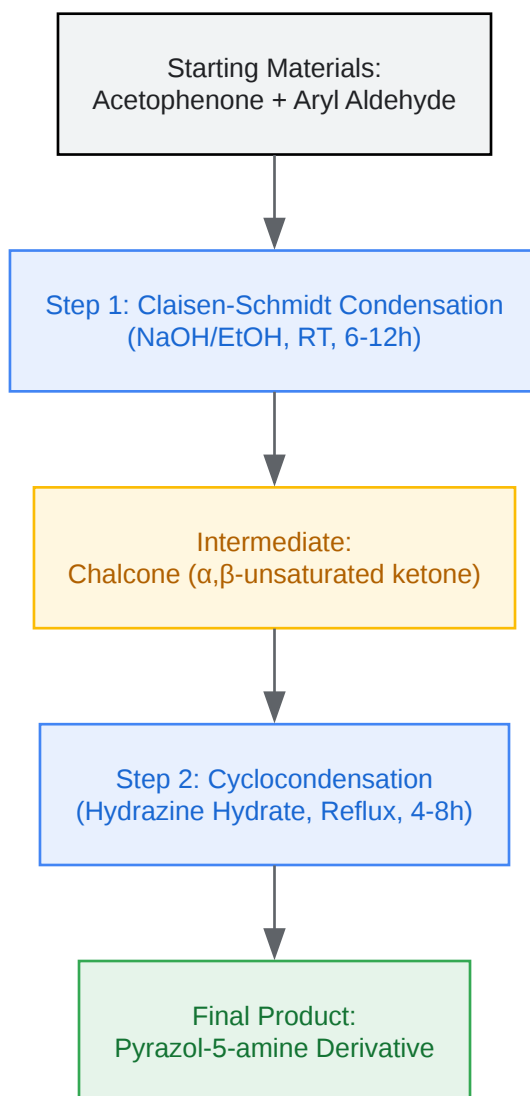 Starting Materials:
Acetophenone + Aryl Aldehyde
Step 1: Claisen-Schmidt Condensation
(NaOH/EtOH, RT, 6-12h)
Intermediate:
Chalcone (α,β-unsaturated ketone)
Step 2: Cyclocondensation
(Hydrazine Hydrate, Reflux, 4-8h)
Final Product:
Pyrazol-5-amine Derivative